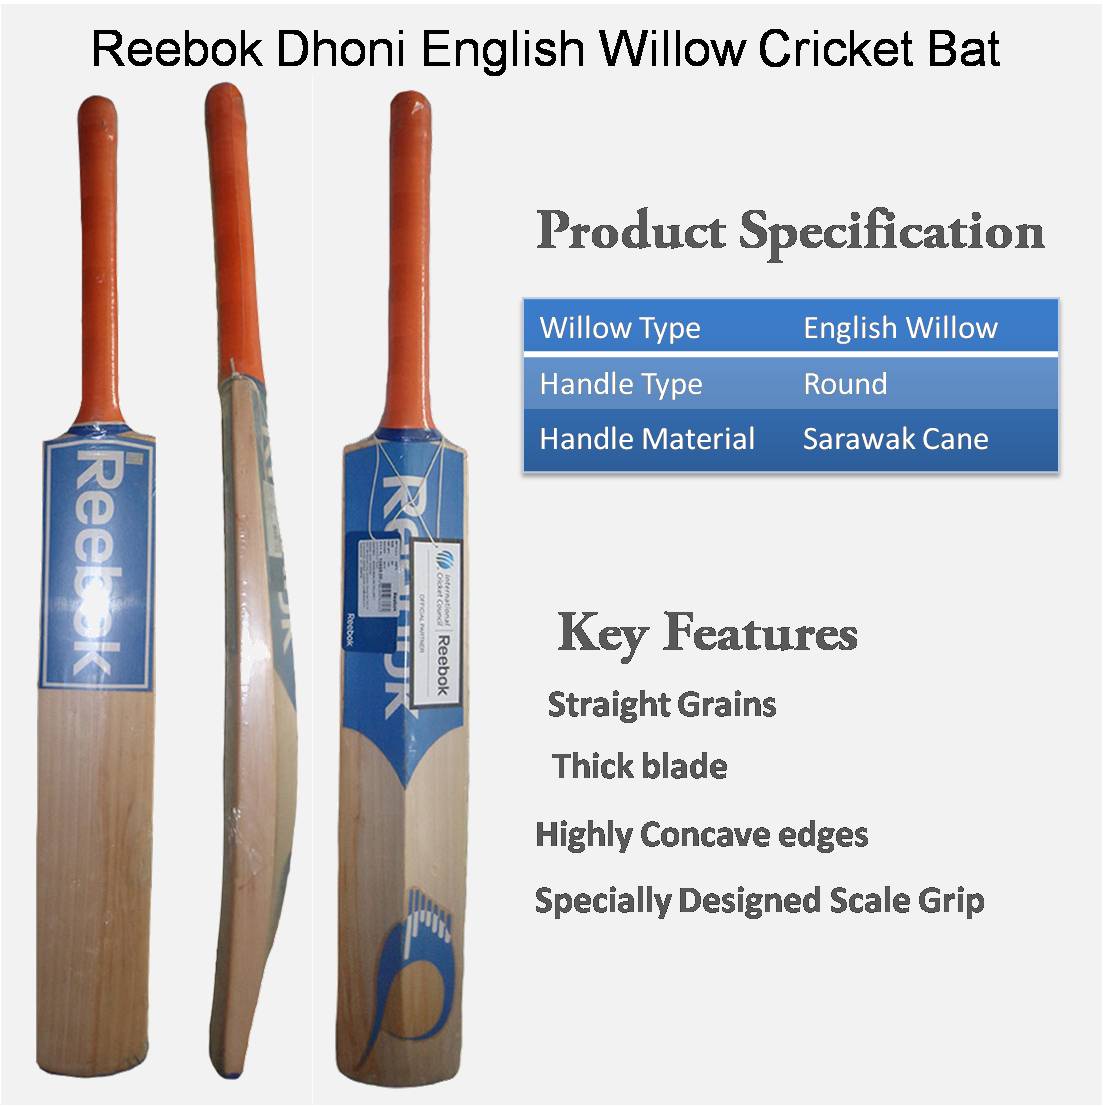 Reebok Dhoni English Willow Cricket Bat
Product Specification
Willow Type English Willow
Handle Type Round
Handle Material Sarawak Cane
Key Features
Straight Grains
Thick blade
Highly Concave edges
Specially Designed Scale Grip
Reebok
Reebok
International
Cricket Council
OFFICIAL PARTNER
Reebok